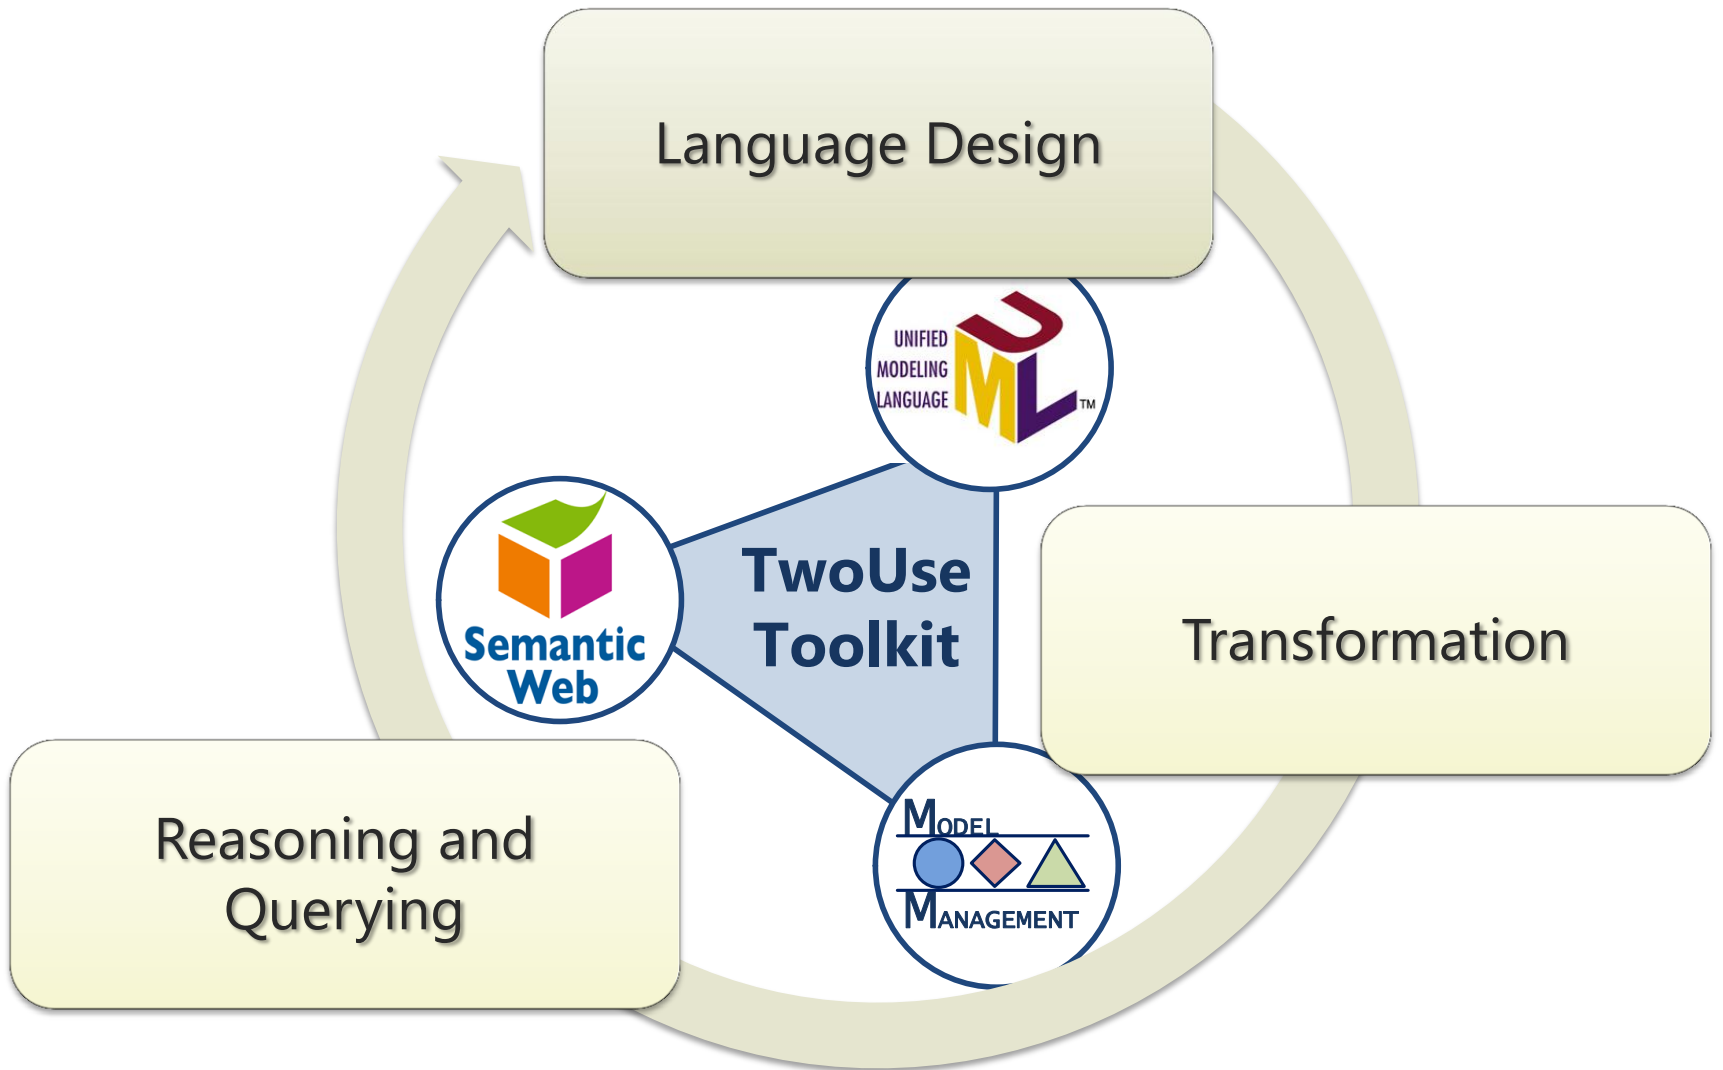 Language Design
UNIFIED
MODELING
LANGUAGE
UML
TM
TwoUse
Toolkit
Semantic
Web
Transformation
Reasoning and
Querying
MODEL
MANAGEMENT